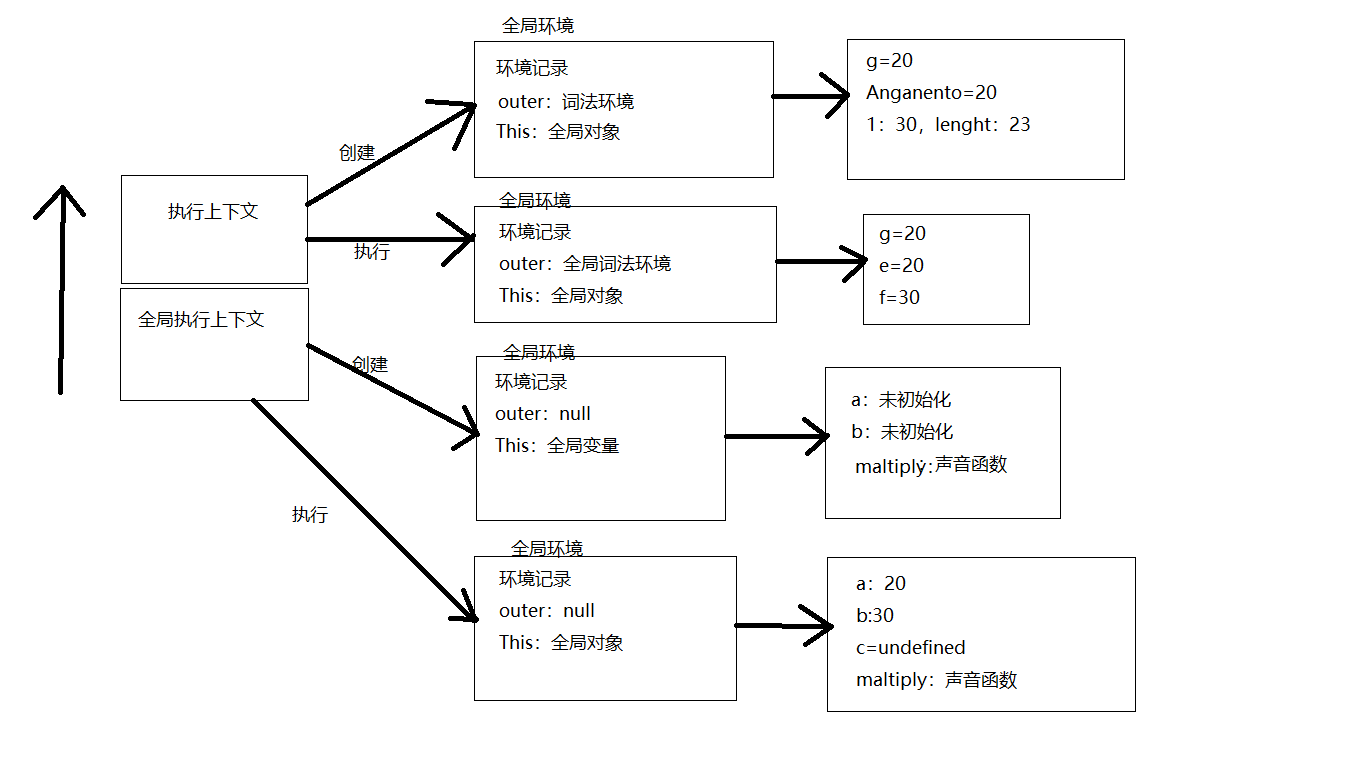 全局环境
环境记录
outer：词法环境
This：全局对象
g=20
Anganento=20
1：30，lenght：23
创建
执行上下文
全局环境
环境记录
outer：全局词法环境
This：全局对象
执行
g=20
e=20
f=30
全局执行上下文
创建
全局环境
环境记录
outer：null
This：全局变量
a：未初始化
b：未初始化
maltiply:声音函数
执行
全局环境
环境记录
outer：null
This：全局对象
a：20
b:30
c=undefined
maltiply：声音函数